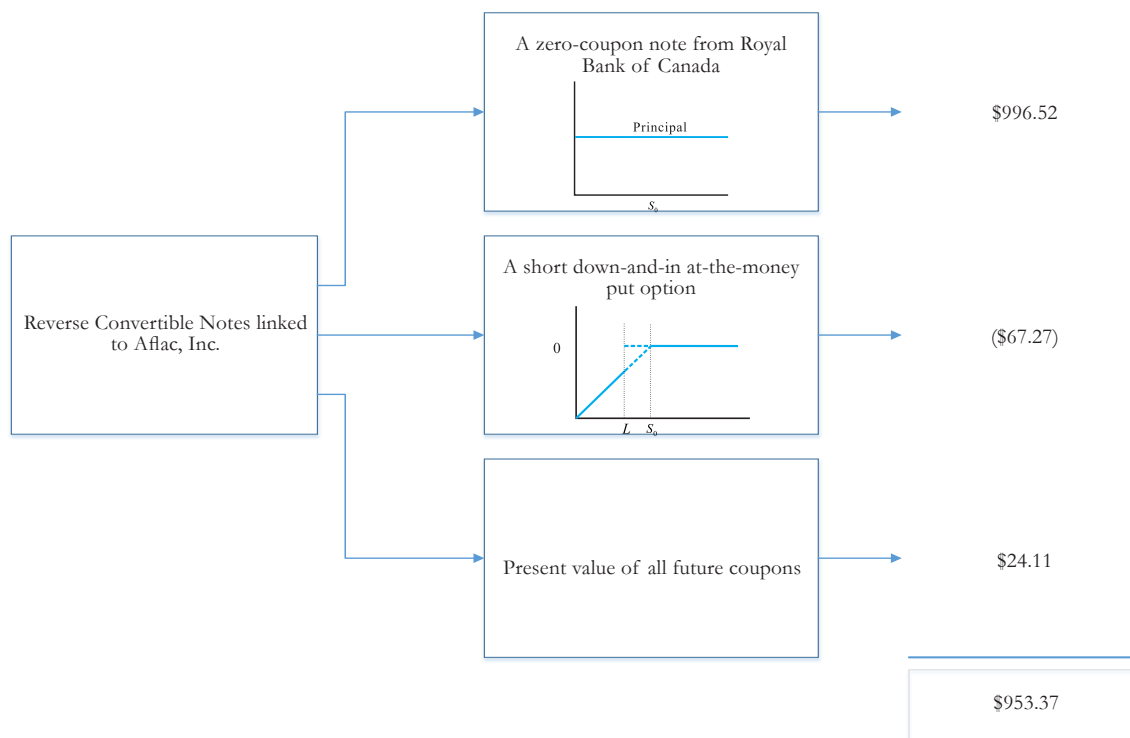 A zero-coupon note from Royal
Bank of Canada
Principal
S₀
$996.52
Reverse Convertible Notes linked
to Aflac, Inc.
A short down-and-in at-the-money
put option
0
L S₀
($67.27)
Present value of all future coupons
$24.11
$953.37